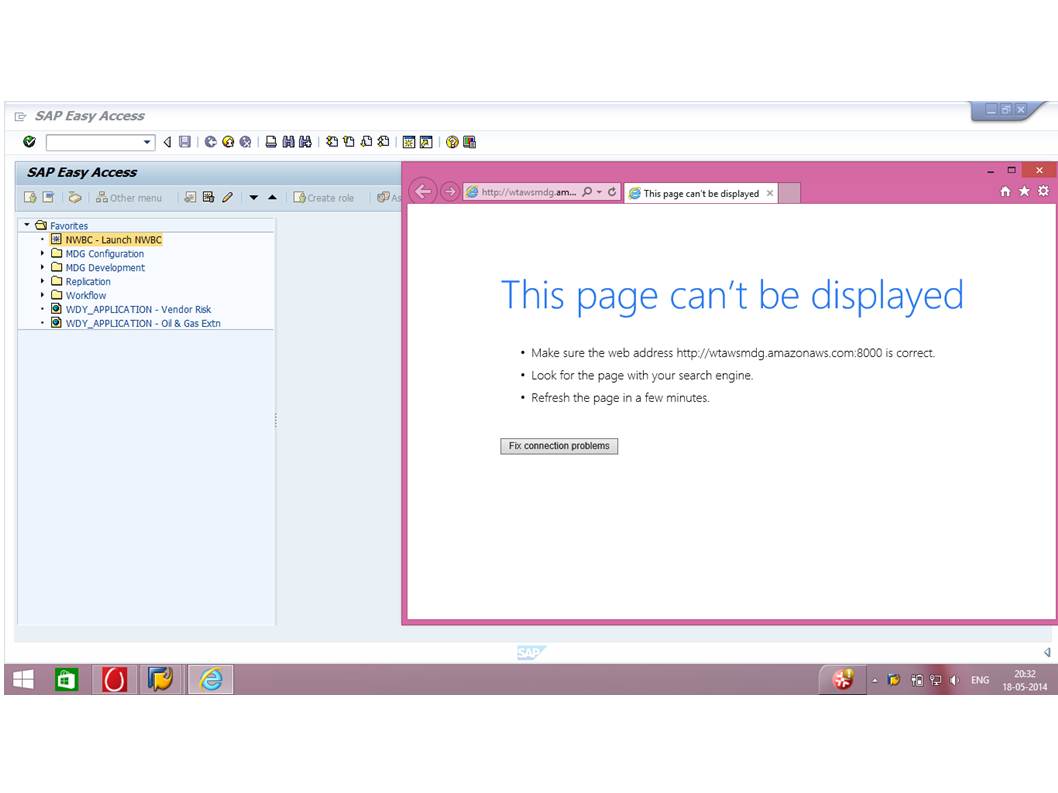 SAP Easy Access
SAP Easy Access
Other menu
Create role
As
Favorites
NWBC - Launch NWBC
MDG Configuration
MDG Development
Replication
Workflow
WDY_APPLICATION - Vendor Risk
WDY_APPLICATION - Oil & Gas Extn
http://wtawsmdg.am...
This page can't be displayed
This page can't be displayed
• Make sure the web address http://wtawsmdg.amazonaws.com:8000 is correct.
• Look for the page with your search engine.
• Refresh the page in a few minutes.
Fix connection problems
SAP
ENG
20:32
18-05-2014